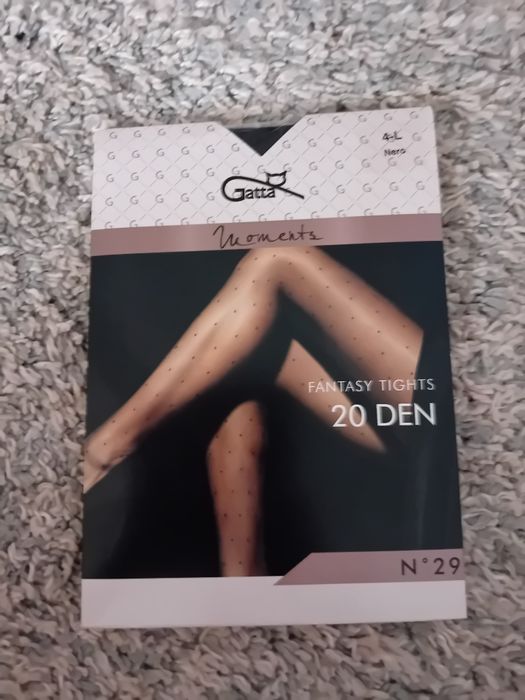 4-L
Nero
Gatta
Moments
FANTASY TIGHTS
20 DEN
N°29